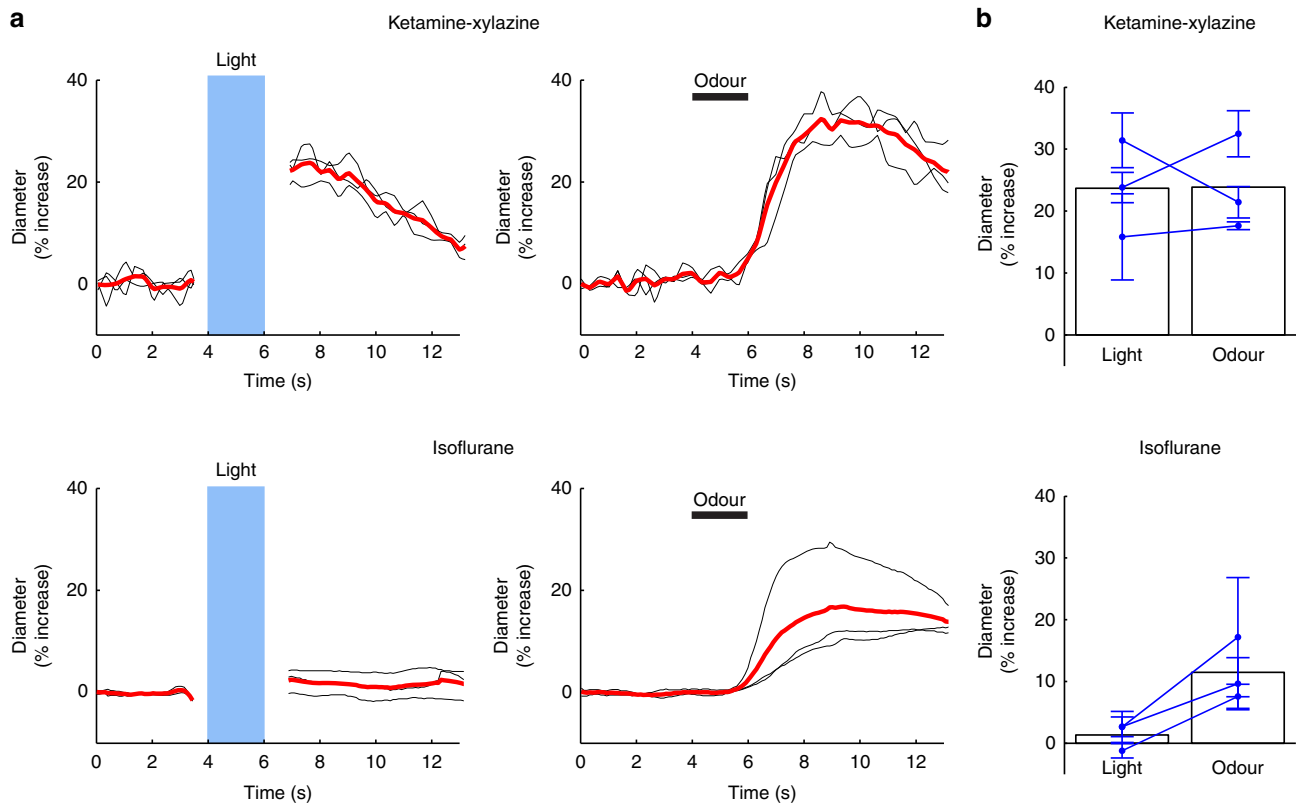 a
Ketamine-xylazine
b
Ketamine-xylazine
Light
Diameter
(% increase)
40
20
0
0 2 4 6 8 10 12
Time (s)
Odour
Diameter
(% increase)
40
20
0
0 2 4 6 8 10 12
Time (s)
Diameter
(% increase)
40
30
20
10
0
Light Odour
Isoflurane
Isoflurane
Light
Diameter
(% increase)
40
20
0
0 2 4 6 8 10 12
Time (s)
Odour
Diameter
(% increase)
40
20
0
0 2 4 6 8 10 12
Time (s)
Diameter
(% increase)
40
30
20
10
0
Light Odour